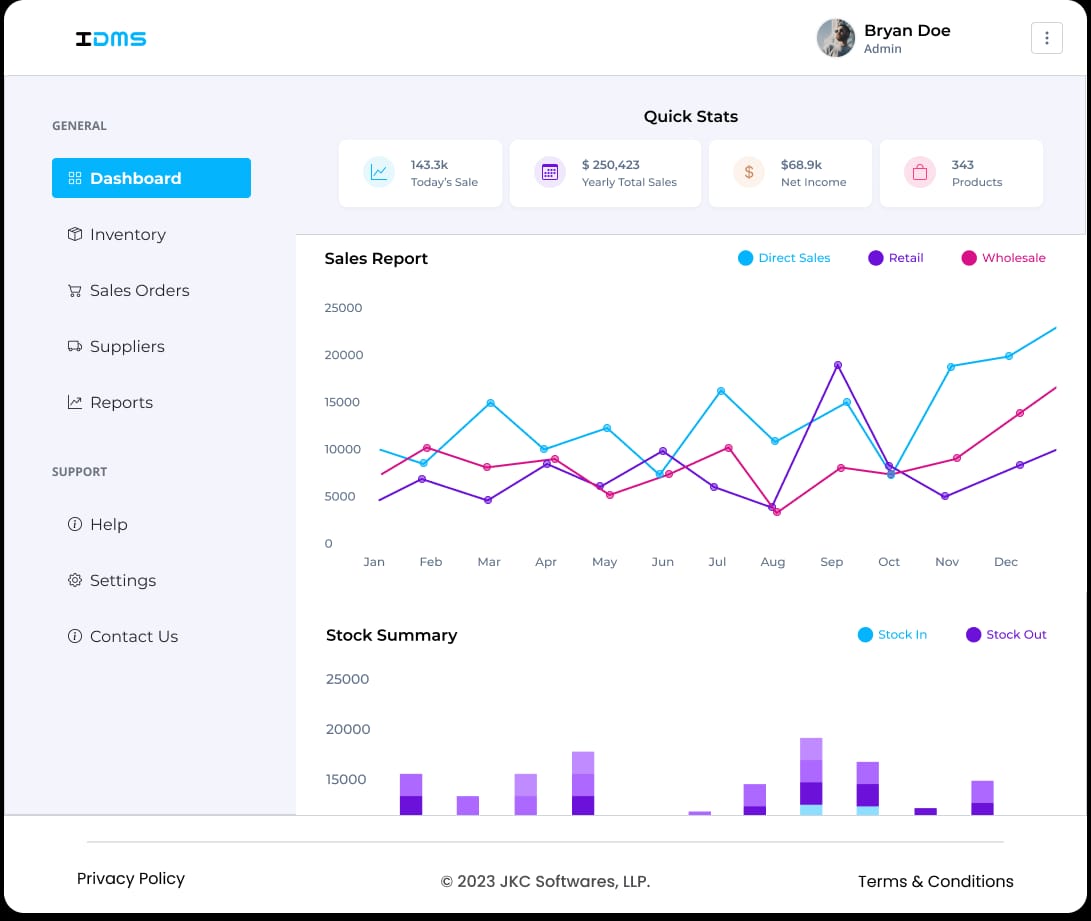 IDMS
Bryan Doe
Admin
GENERAL
Dashboard
Inventory
Sales Orders
Suppliers
Reports
SUPPORT
Help
Settings
Contact Us
Quick Stats
143.3k
Today’s Sale
$ 250,423
Yearly Total Sales
$
$68.9k
Net Income
343
Products
Sales Report
Direct Sales
Retail
Wholesale
25000
20000
15000
10000
5000
0
Jan Feb Mar Apr May Jun Jul Aug Sep Oct Nov Dec
Stock Summary
Stock In
Stock Out
25000
20000
15000
Privacy Policy
© 2023 JKC Softwares, LLP.
Terms & Conditions